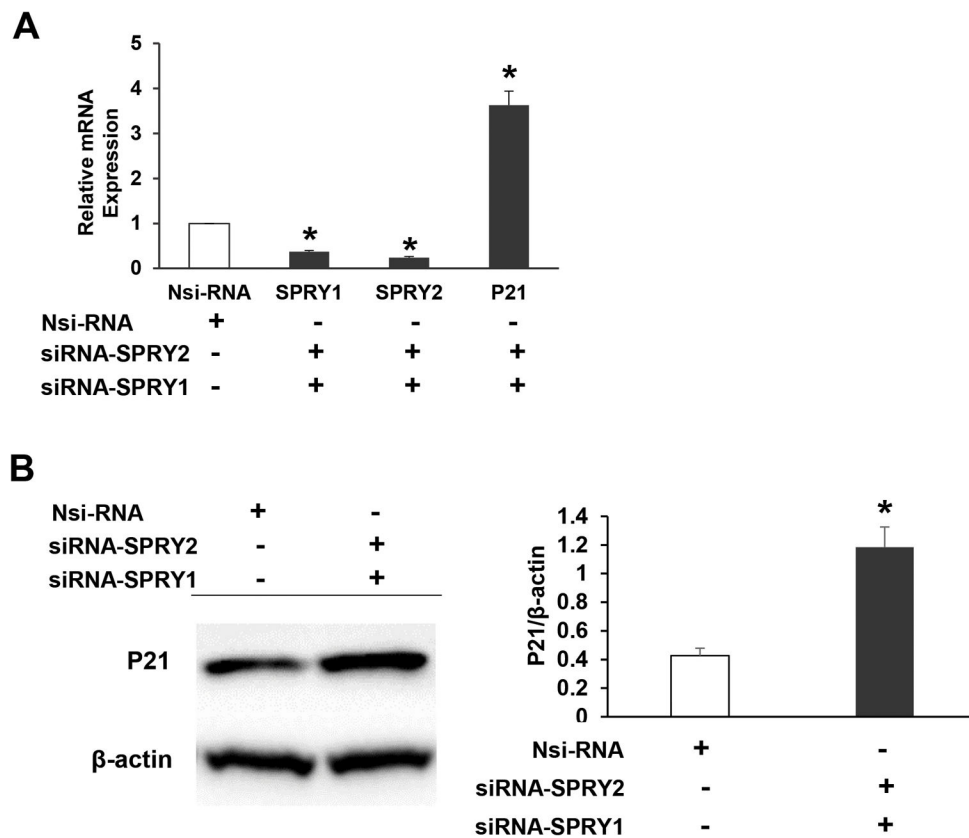 A
Relative mRNA
Expression
5
4
3
2
1
0
*
*
*
Nsi-RNA SPRY1 SPRY2 P21
Nsi-RNA + - - -
siRNA-SPRY2 - + + +
siRNA-SPRY1 - + + +
B
Nsi-RNA + -
siRNA-SPRY2 - +
siRNA-SPRY1 - +
P21
β-actin
P21/β-actin
1.4
1.2
1
0.8
0.6
0.4
0.2
0
*
Nsi-RNA + -
siRNA-SPRY2 - +
siRNA-SPRY1 - +